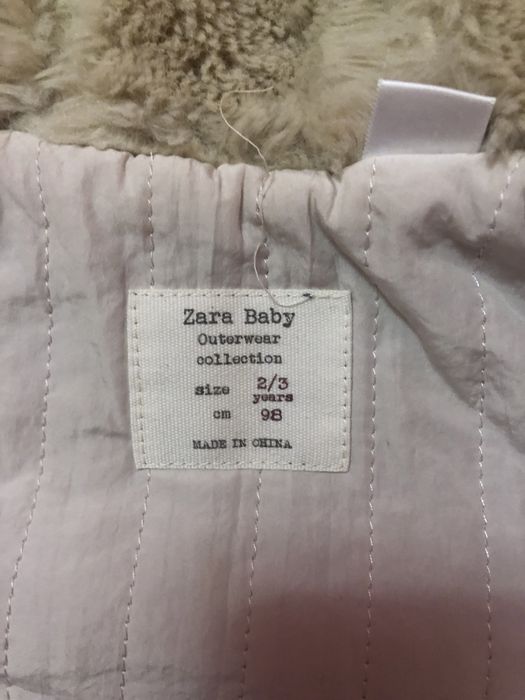 Zara Baby
Outerwear
collection
size 2/3
years
cm 98
MADE IN CHINA